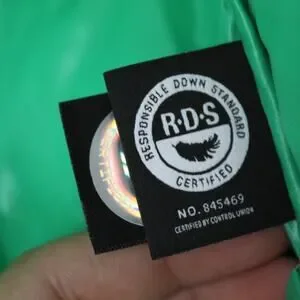 RESPONSIBLE DOWN STANDARD
R·D·S
CERTIFIED
NO. 845469
CERTIFIED BY CONTROL UNION